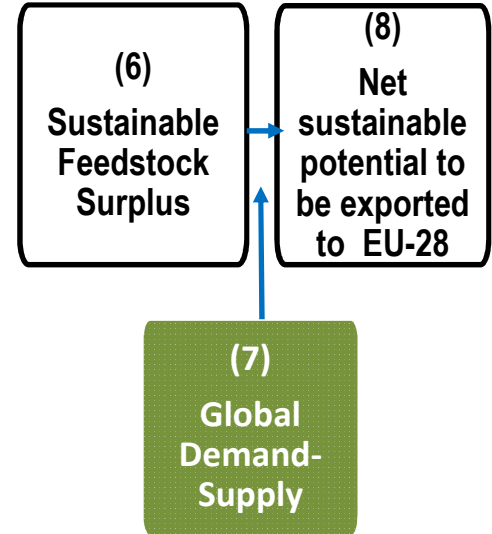 (6)
Sustainable
Feedstock
Surplus
(8)
Net
sustainable
potential to
be exported
to EU-28
(7)
Global
Demand-
Supply